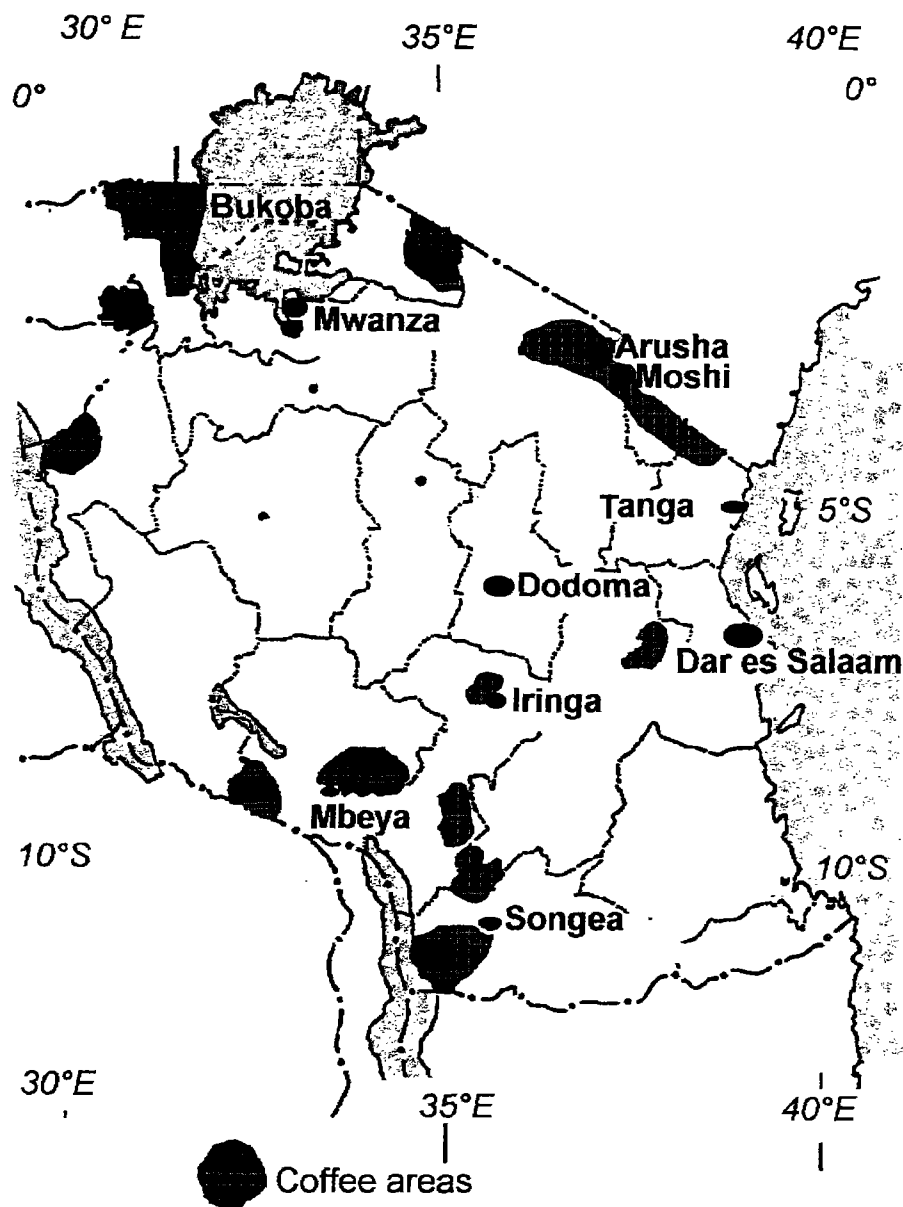 30° E
35°E
40°E
0°
0°
Bukoba
Mwanza
Arusha
Moshi
Tanga
5°S
Dodoma
Dar es Salaam
Iringa
Mbeya
10°S
10°S
Songea
30°E
35°E
40°E
Coffee areas